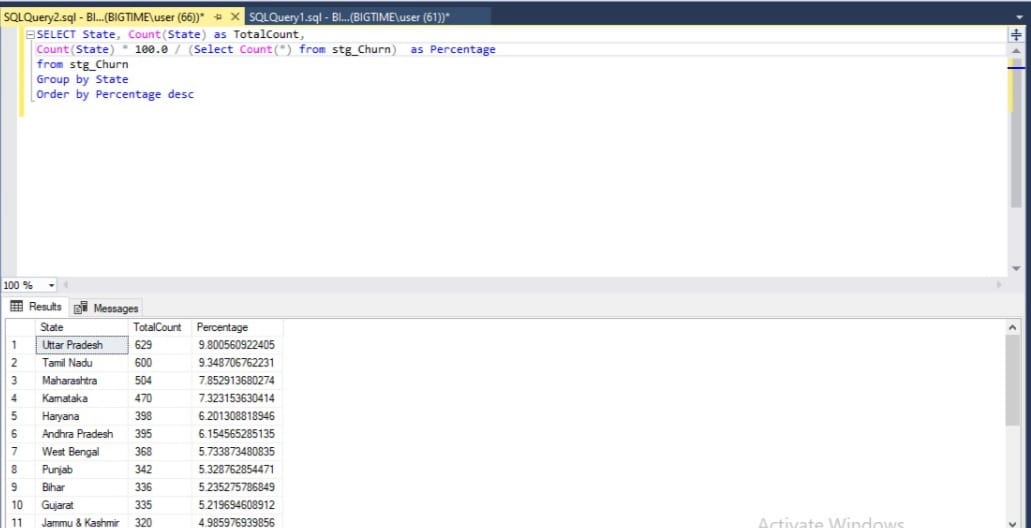 SQLQuery2.sql - BI...(BIGTIME\user (66))* SQLQuery1.sql - BI...(BIGTIME\user (61))*
SELECT State, Count(State) as TotalCount,
Count(State) * 100.0 / (Select Count(*) from stg_Churn) as Percentage
from stg_Churn
Group by State
Order by Percentage desc
100 %
Results Messages
State TotalCount Percentage
1 Uttar Pradesh 629 9.800560922405
2 Tamil Nadu 600 9.348706762231
3 Maharashtra 504 7.852913680274
4 Karnataka 470 7.323153630414
5 Haryana 398 6.201308818946
6 Andhra Pradesh 395 6.154565285135
7 West Bengal 368 5.733873480835
8 Punjab 342 5.328762854471
9 Bihar 336 5.235275786849
10 Gujarat 335 5.219694608912
11 Jammu & Kashmir 320 4.985976939856
Activate Windows